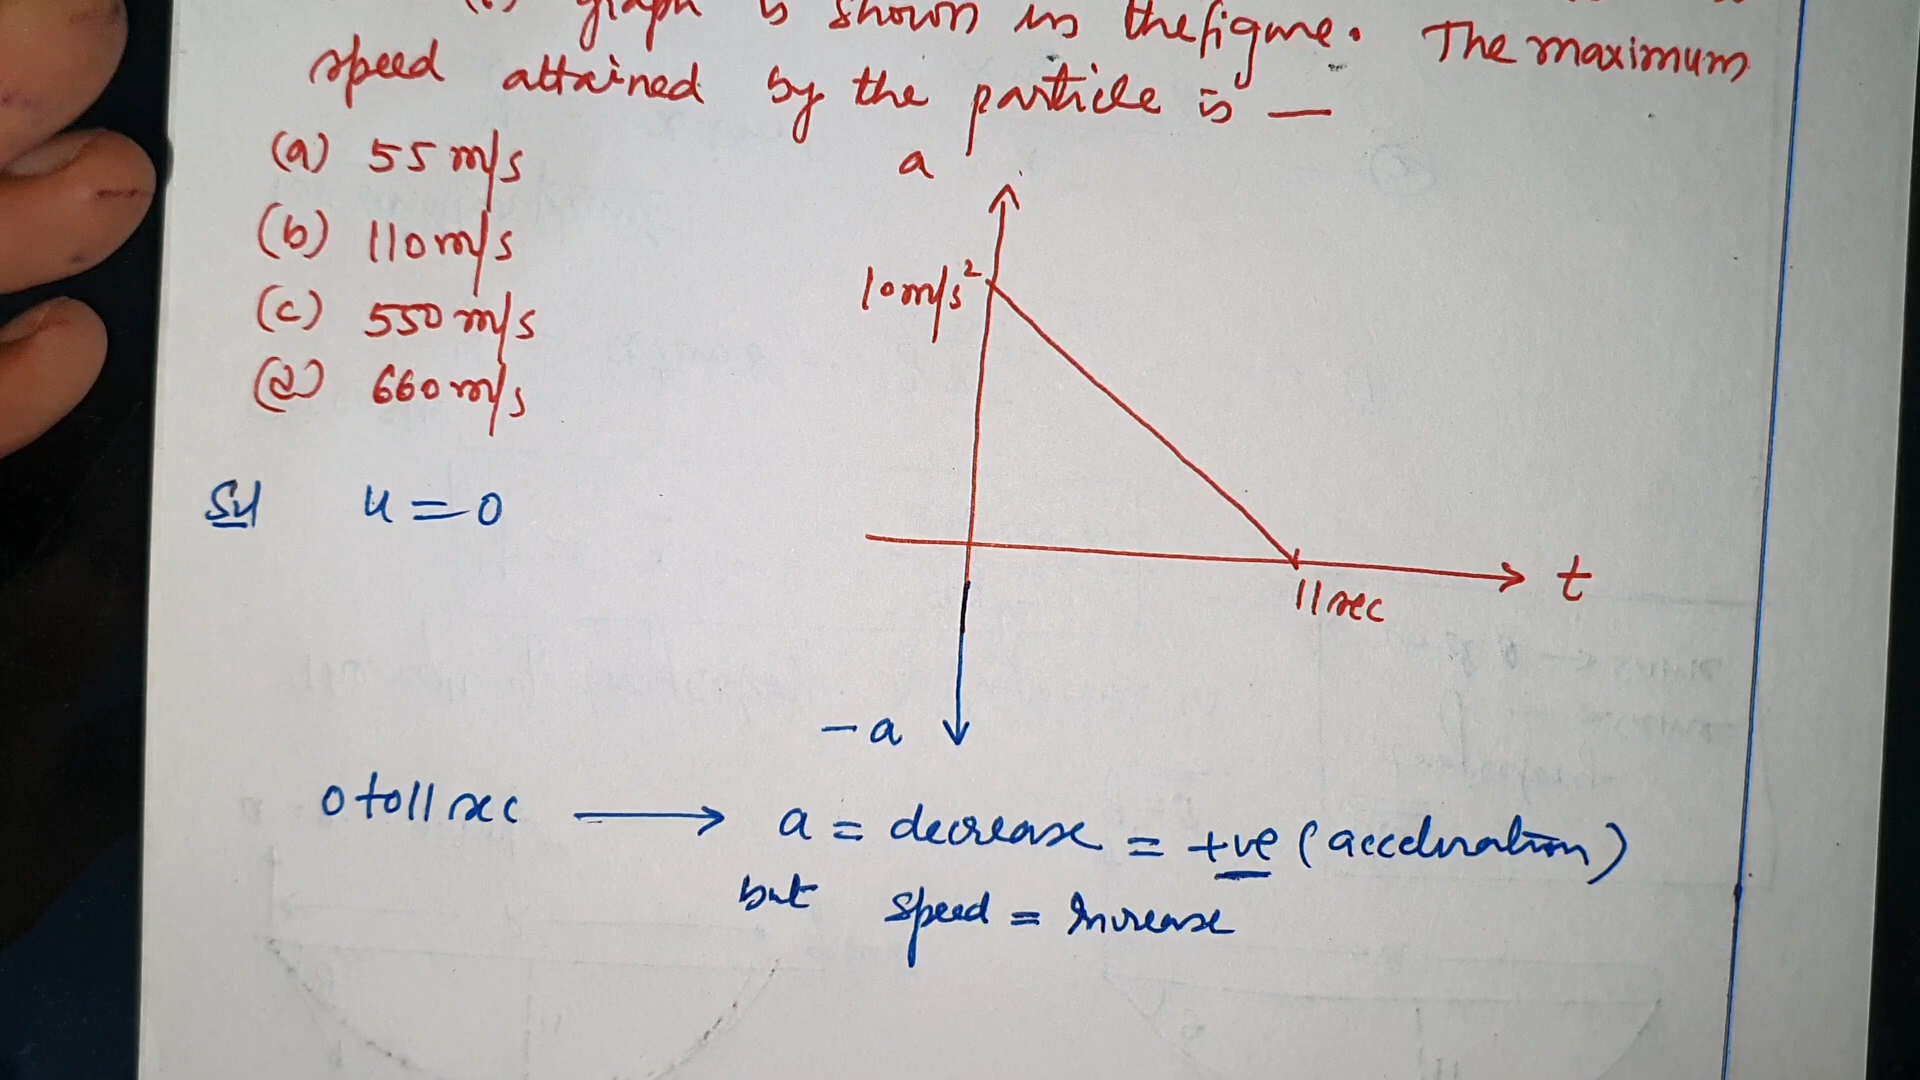 graph is shown in the figure. The maximum
speed attained by the particle is —
(a) 55 m/s
(b) 110 m/s
(c) 550 m/s
(d) 660 m/s
a
10 m/s²
t
11 sec
-a
Sol u = 0
0 to 11 sec → a = decrease = +ve (acceleration)
but speed = Increase